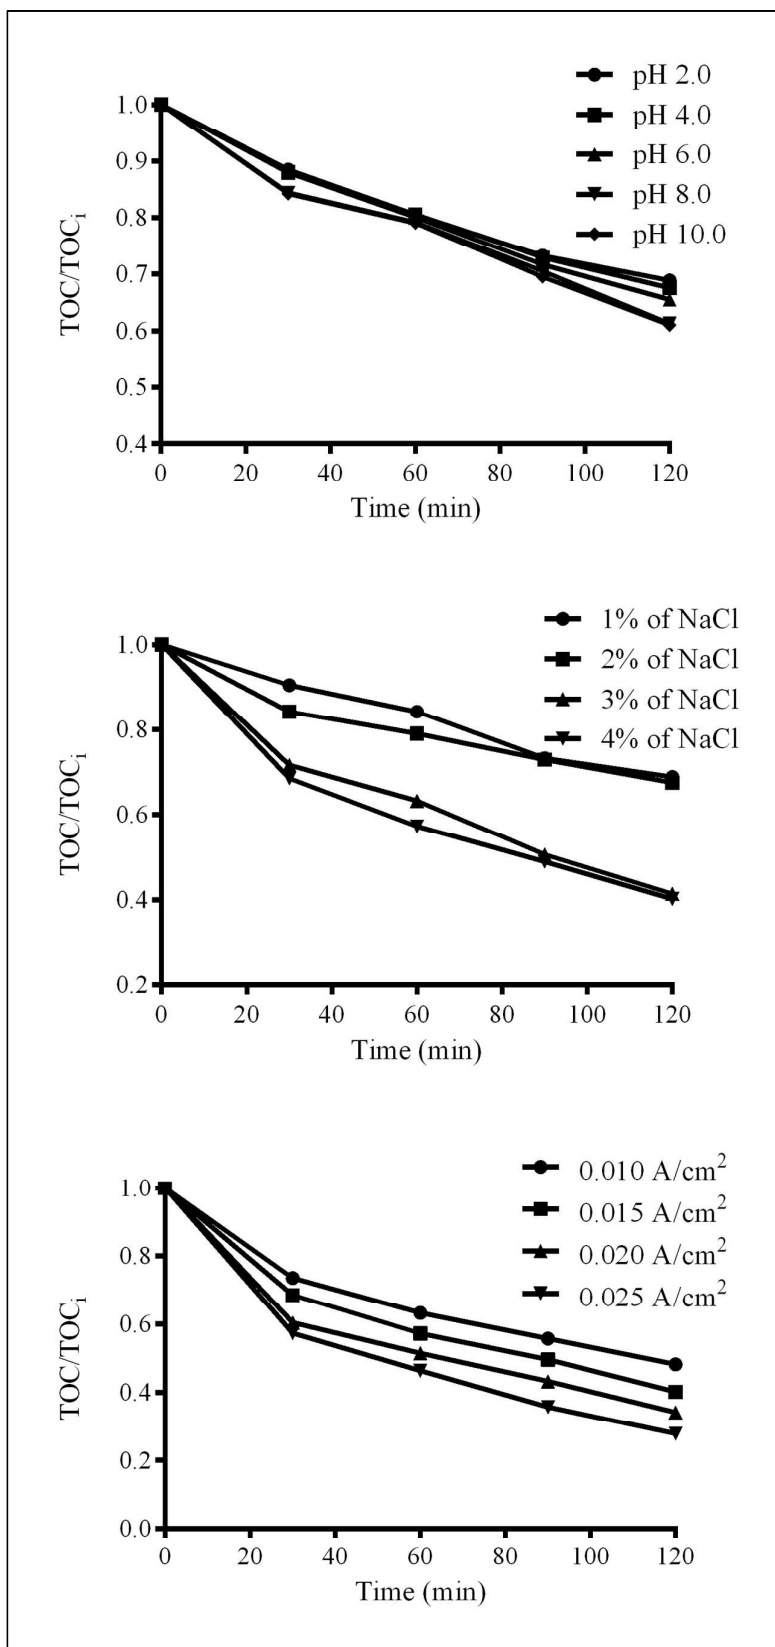 pH 2.0
pH 4.0
pH 6.0
pH 8.0
pH 10.0
TOC/TOCi
1.0
0.9
0.8
0.7
0.6
0.5
0.4
0 20 40 60 80 100 120
Time (min)
1% of NaCl
2% of NaCl
3% of NaCl
4% of NaCl
TOC/TOCi
1.0
0.8
0.6
0.4
0.2
0 20 40 60 80 100 120
Time (min)
0.010 A/cm²
0.015 A/cm²
0.020 A/cm²
0.025 A/cm²
TOC/TOCi
1.0
0.8
0.6
0.4
0.2
0.0
0 20 40 60 80 100 120
Time (min)